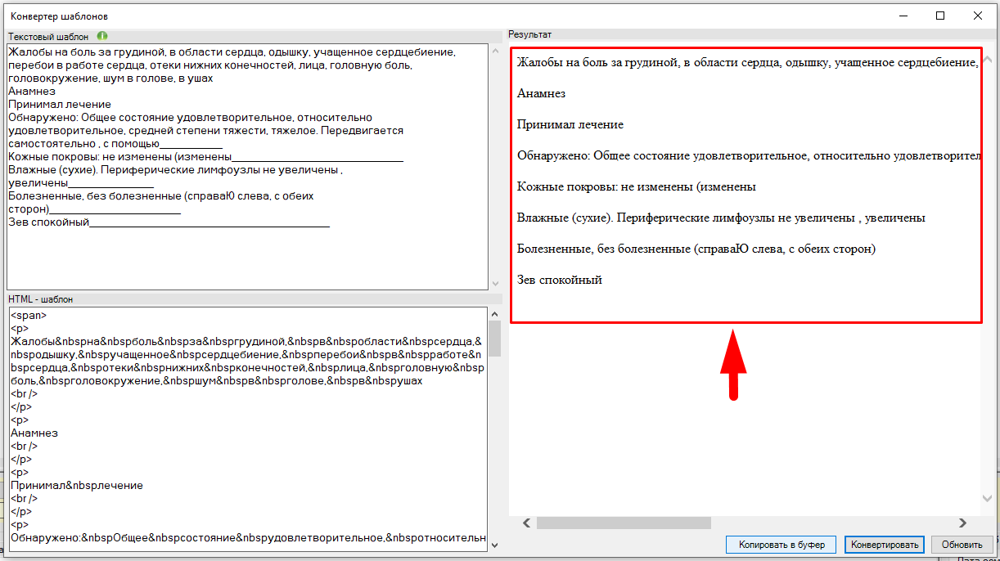 Конвертер шаблонов
Текстовый шаблон
Жалобы на боль за грудиной, в области сердца, одышку, учащенное сердцебиение,
перебои в работе сердца, отеки нижних конечностей, лица, головную боль,
головокружение, шум в голове, в ушах
Анамнез
Принимал лечение
Обнаружено: Общее состояние удовлетворительное, относительно
удовлетворительное, средней степени тяжести, тяжелое. Передвигается
самостоятельно , с помощью___________
Кожные покровы: не изменены (изменены______________________________
Влажные (сухие). Периферические лимфоузлы не увеличены ,
увеличены_______________
Болезненные, без болезненные (справаЮ слева, с обеих
сторон)_______________________
Зев спокойный__________________________________________
HTML - шаблон
<span>
<p>
Жалобы&nbspна&nbspболь&nbspза&nbspгрудиной,&nbspв&nbspобласти&nbspсердца,&
nbspодышку,&nbspучащенное&nbspсердцебиение,&nbspперебои&nbspв&nbspработе&n
bspсердца,&nbspотеки&nbspнижних&nbspконечностей,&nbspлица,&nbspголовную&nbsp
боль,&nbspголовокружение,&nbspшум&nbspв&nbspголове,&nbspв&nbspушах
<br />
</p>
<p>
Анамнез
<br />
</p>
<p>
Принимал&nbspлечение
<br />
</p>
<p>
Обнаружено:&nbspОбщее&nbspсостояние&nbspудовлетворительное,&nbspотносительн
Результат
Жалобы на боль за грудиной, в области сердца, одышку, учащенное сердцебиение,
Анамнез
Принимал лечение
Обнаружено: Общее состояние удовлетворительное, относительно удовлетворител
Кожные покровы: не изменены (изменены
Влажные (сухие). Периферические лимфоузлы не увеличены , увеличены
Болезненные, без болезненные (справаЮ слева, с обеих сторон)
Зев спокойный
Копировать в буфер
Конвертировать
Обновить